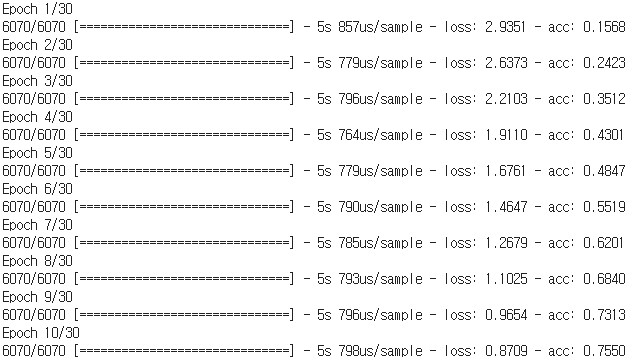 Epoch 1/30
6070/6070 [==============================] - 5s 857us/sample - loss: 2.9351 - acc: 0.1568
Epoch 2/30
6070/6070 [==============================] - 5s 779us/sample - loss: 2.6373 - acc: 0.2423
Epoch 3/30
6070/6070 [==============================] - 5s 796us/sample - loss: 2.2103 - acc: 0.3512
Epoch 4/30
6070/6070 [==============================] - 5s 764us/sample - loss: 1.9110 - acc: 0.4301
Epoch 5/30
6070/6070 [==============================] - 5s 779us/sample - loss: 1.6761 - acc: 0.4847
Epoch 6/30
6070/6070 [==============================] - 5s 790us/sample - loss: 1.4647 - acc: 0.5519
Epoch 7/30
6070/6070 [==============================] - 5s 785us/sample - loss: 1.2679 - acc: 0.6201
Epoch 8/30
6070/6070 [==============================] - 5s 793us/sample - loss: 1.1025 - acc: 0.6840
Epoch 9/30
6070/6070 [==============================] - 5s 796us/sample - loss: 0.9654 - acc: 0.7313
Epoch 10/30
6070/6070 [==============================] - 5s 798us/sample - loss: 0.8709 - acc: 0.7550